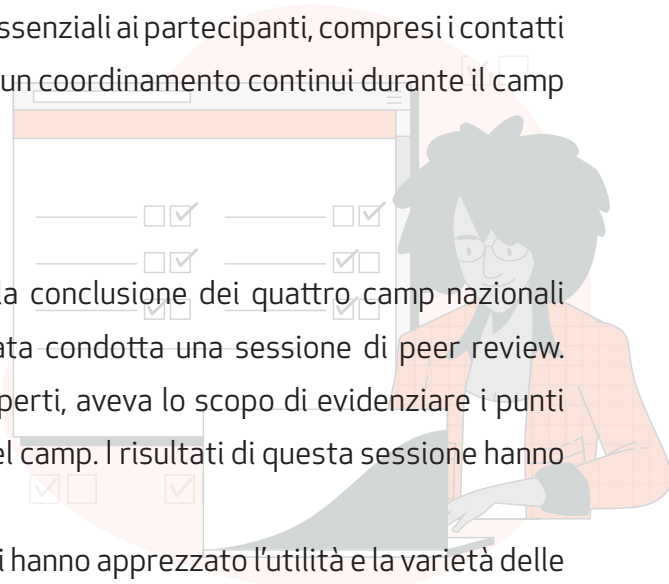 ssenziali ai partecipanti, compresi i contatti
un coordinamento continui durante il camp
la conclusione dei quattro camp nazionali
ata condotta una sessione di peer review.
perti, aveva lo scopo di evidenziare i punti
el camp. I risultati di questa sessione hanno
i hanno apprezzato l’utilità e la varietà delle